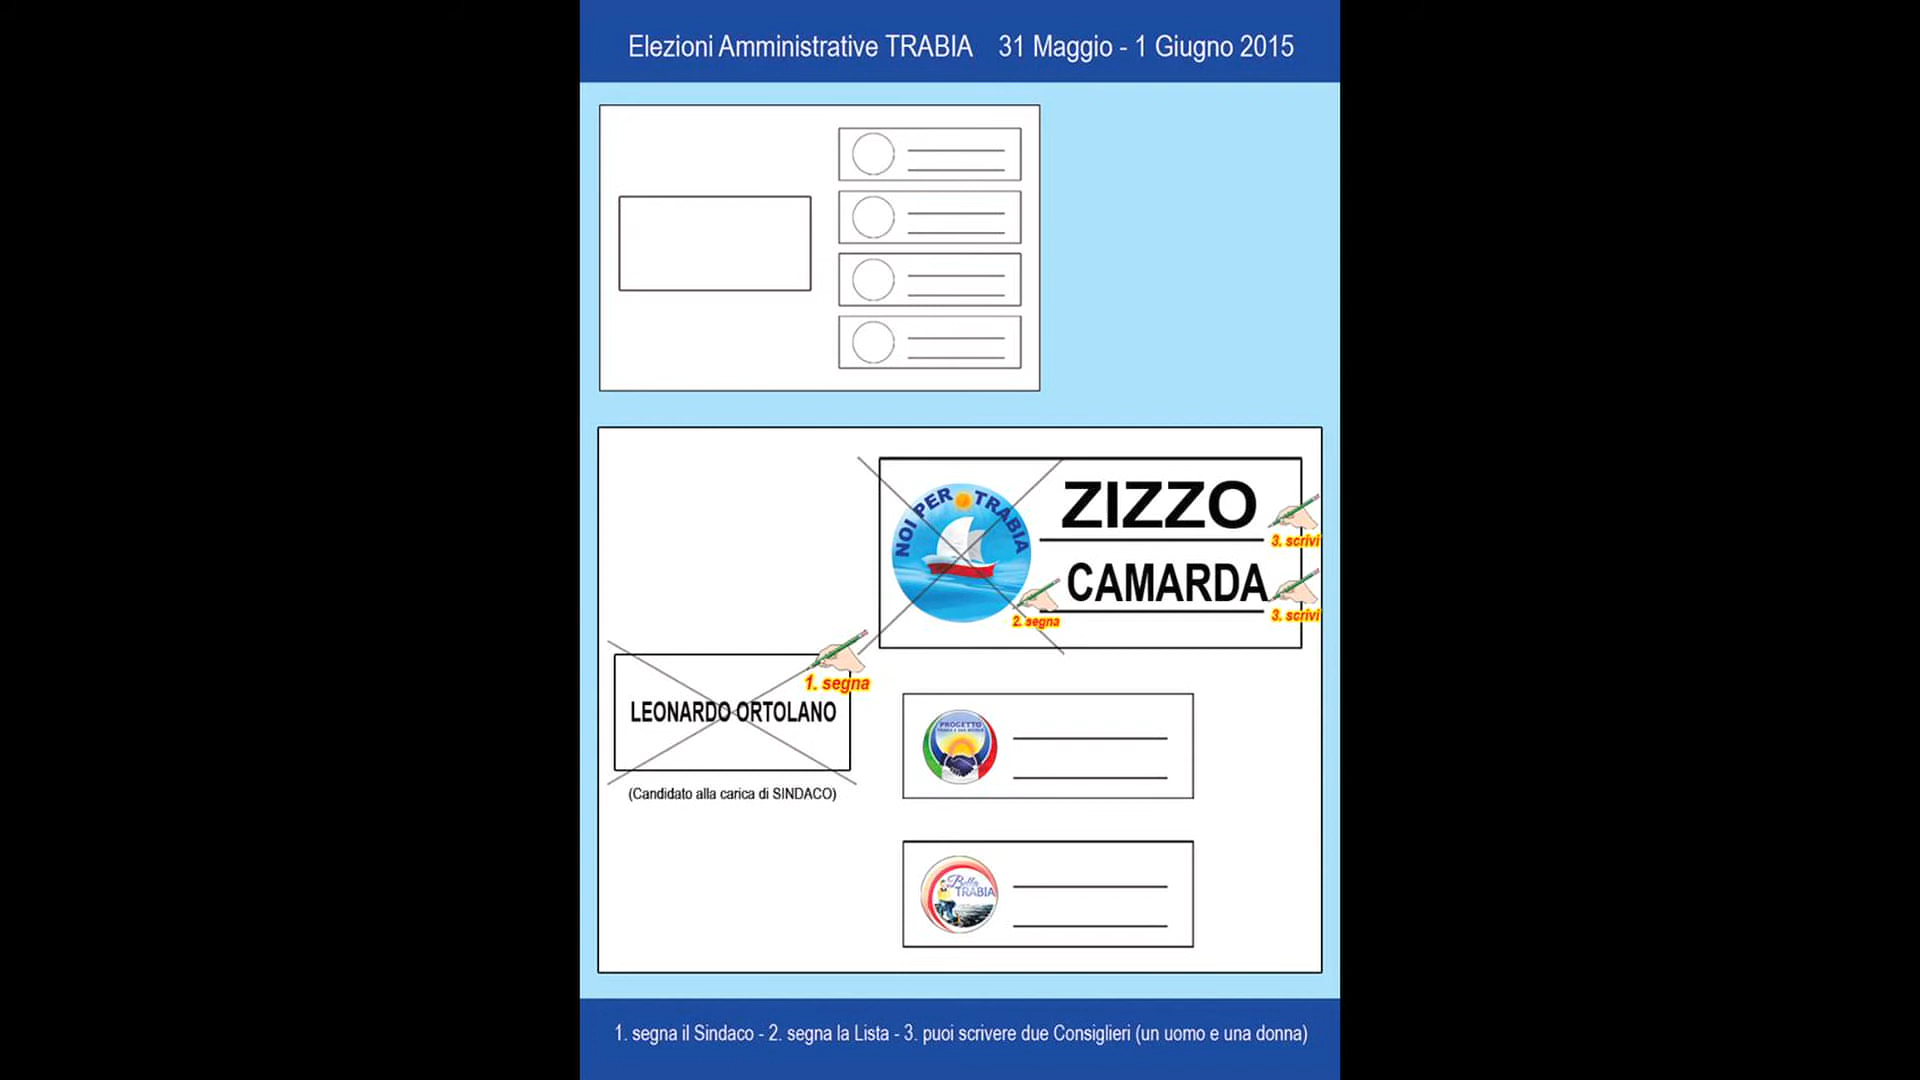 Elezioni Amministrative TRABIA 31 Maggio - 1 Giugno 2015
NOI PER TRABIA
ZIZZO
3. scrivi
CAMARDA
3. scrivi
2. segna
1. segna
LEONARDO ORTOLANO
(Candidato alla carica di SINDACO)
PROGETTO
Bella
TRABIA
1. segna il Sindaco - 2. segna la Lista - 3. puoi scrivere due Consiglieri (un uomo e una donna)